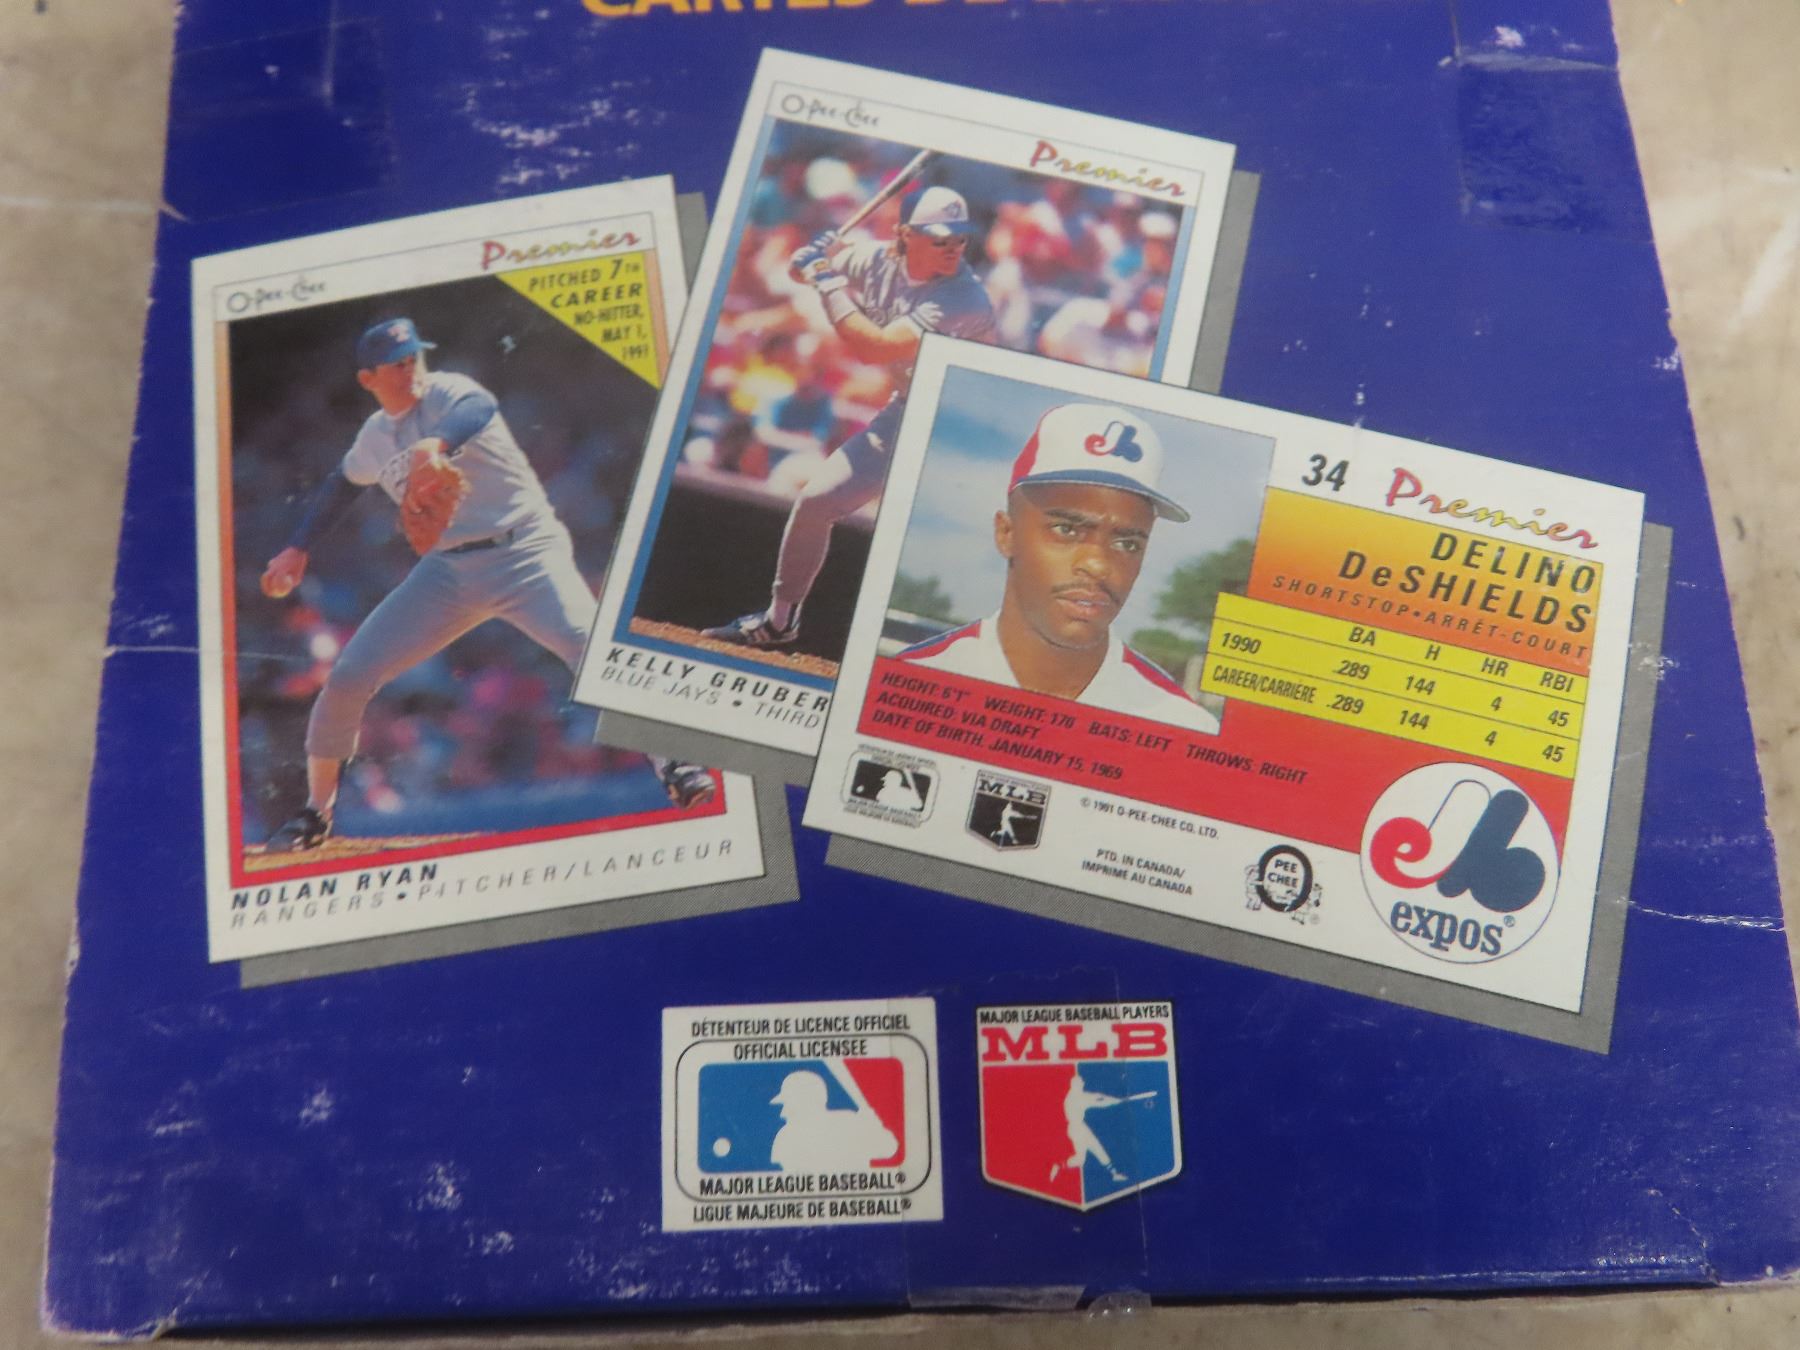 CARTES DE
O-Pee-Chee
Premier
PITCHED 7TH
CAREER
NO-HITTER,
MAY 1,
1991
NOLAN RYAN
RANGERS • PITCHER/LANCEUR
O-Pee-Chee
Premier
KELLY GRUBER
BLUE JAYS • THIRD
34
Premier
DELINO
DeSHIELDS
SHORTSTOP•ARRÊT-COURT
BA H HR RBI
1990 .289 144 4 45
CAREER/CARRIÈRE .289 144 4 45
HEIGHT: 6'1" WEIGHT: 170 BATS: LEFT THROWS: RIGHT
ACQUIRED: VIA DRAFT
DATE OF BIRTH: JANUARY 15, 1969
MLB
© 1991 O-PEE-CHEE CO. LTD.
PTD. IN CANADA/
IMPRIME AU CANADA
PEE
CHEE
expos®
DÉTENTEUR DE LICENCE OFFICIEL
OFFICIAL LICENSEE
MAJOR LEAGUE BASEBALL®
LIGUE MAJEURE DE BASEBALL®
MAJOR LEAGUE BASEBALL PLAYERS
MLB